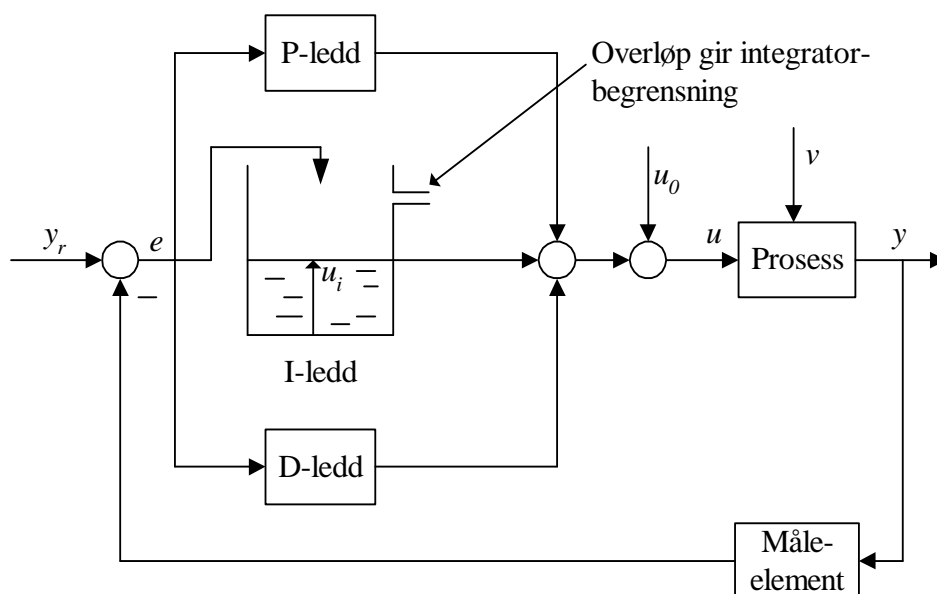 P-ledd
Overløp gir integrator-
begrensning
v
u0
yr
e
ui
u
Prosess
y
I-ledd
D-ledd
Måle-
element